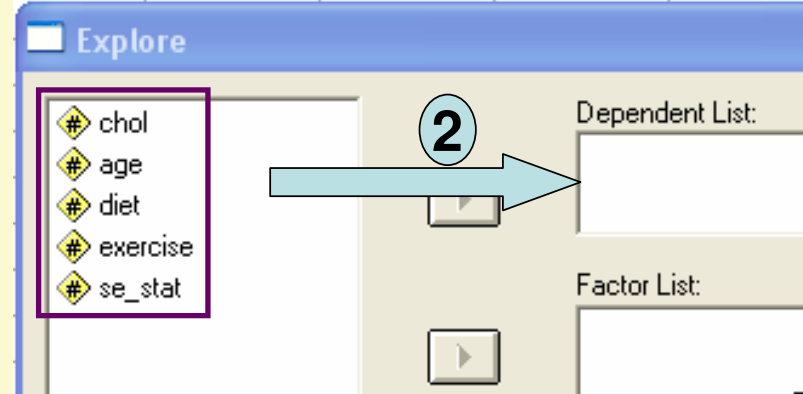 Explore
chol
age
diet
exercise
se_stat
2
Dependent List:
Factor List: